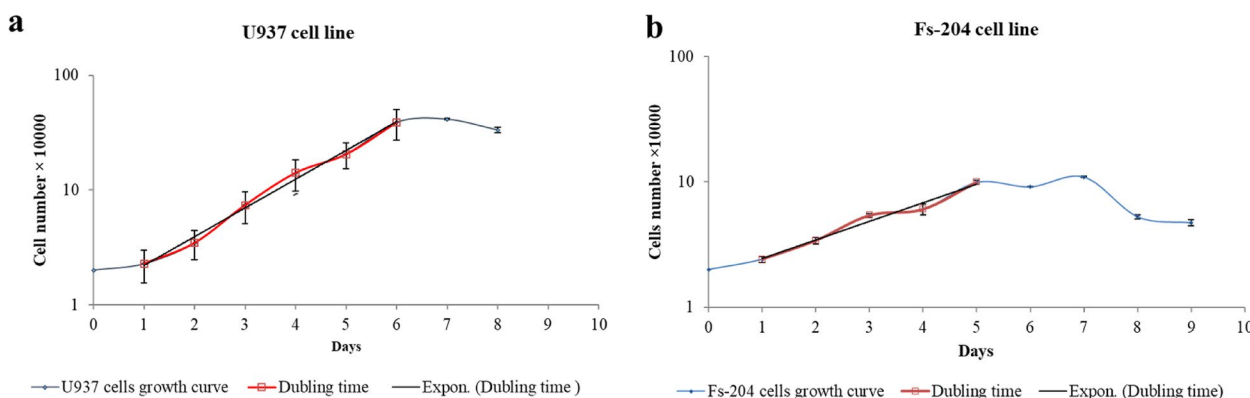 a
U937 cell line
Cell number × 10000
100
10
1
0 1 2 3 4 5 6 7 8 9 10
Days
U937 cells growth curve Dubling time Expon. (Dubling time )
b
Fs-204 cell line
Cells number ×10000
100
10
1
0 1 2 3 4 5 6 7 8 9 10
Days
Fs-204 cells growth curve Dubling time Expon. (Dubling time)